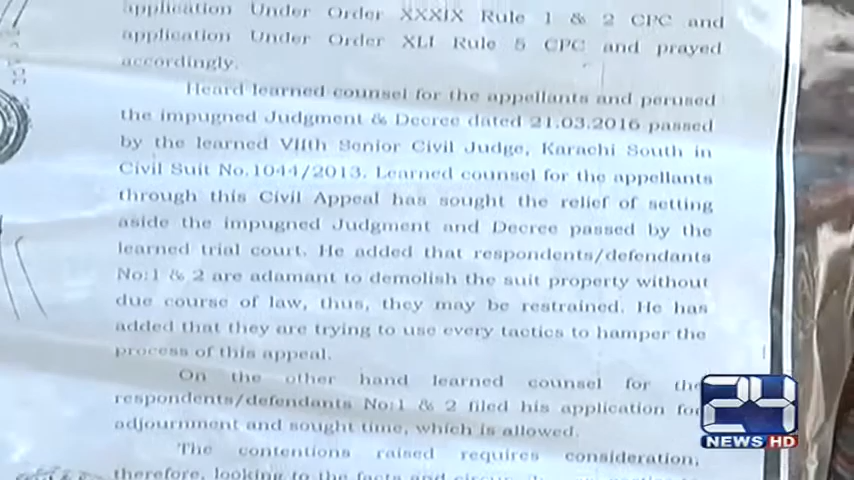 application Under Order XXXIX Rule 1 & 2 CPC and
application Under Order XLI Rule 5 CPC and prayed
accordingly.
Heard learned counsel for the appellants and perused
the impugned Judgment & Decree dated 21.03.2016 passed
by the learned VIIth Senior Civil Judge, Karachi South in
Civil Suit No.1044/2013. Learned counsel for the appellants
through this Civil Appeal has sought the relief of setting
aside the impugned Judgment and Decree passed by the
learned trial court. He added that respondents/defendants
No:1 & 2 are adamant to demolish the suit property without
due course of law, thus, they may be restrained. He has
added that they are trying to use every tactics to hamper the
process of this appeal.
On the other hand learned counsel for the
respondents/defendants No:1 & 2 filed his application for
adjournment and sought time, which is allowed.
The contentions raised requires consideration,
therefore, looking to the facts and
24
NEWS HD